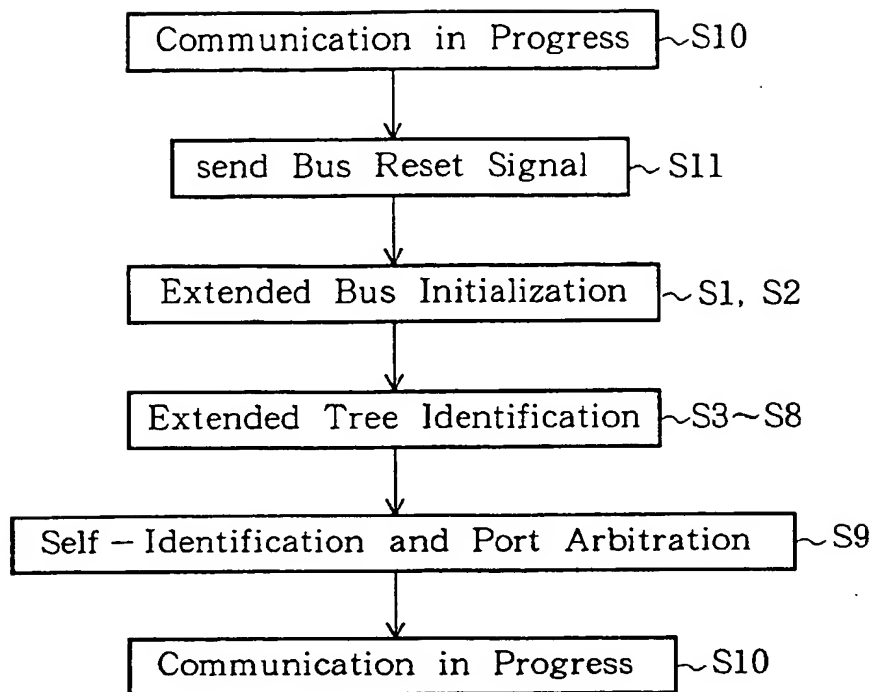 Communication in Progress ~S10
send Bus Reset Signal ~S11
Extended Bus Initialization ~S1, S2
Extended Tree Identification ~S3~S8
Self-Identification and Port Arbitration ~S9
Communication in Progress ~S10